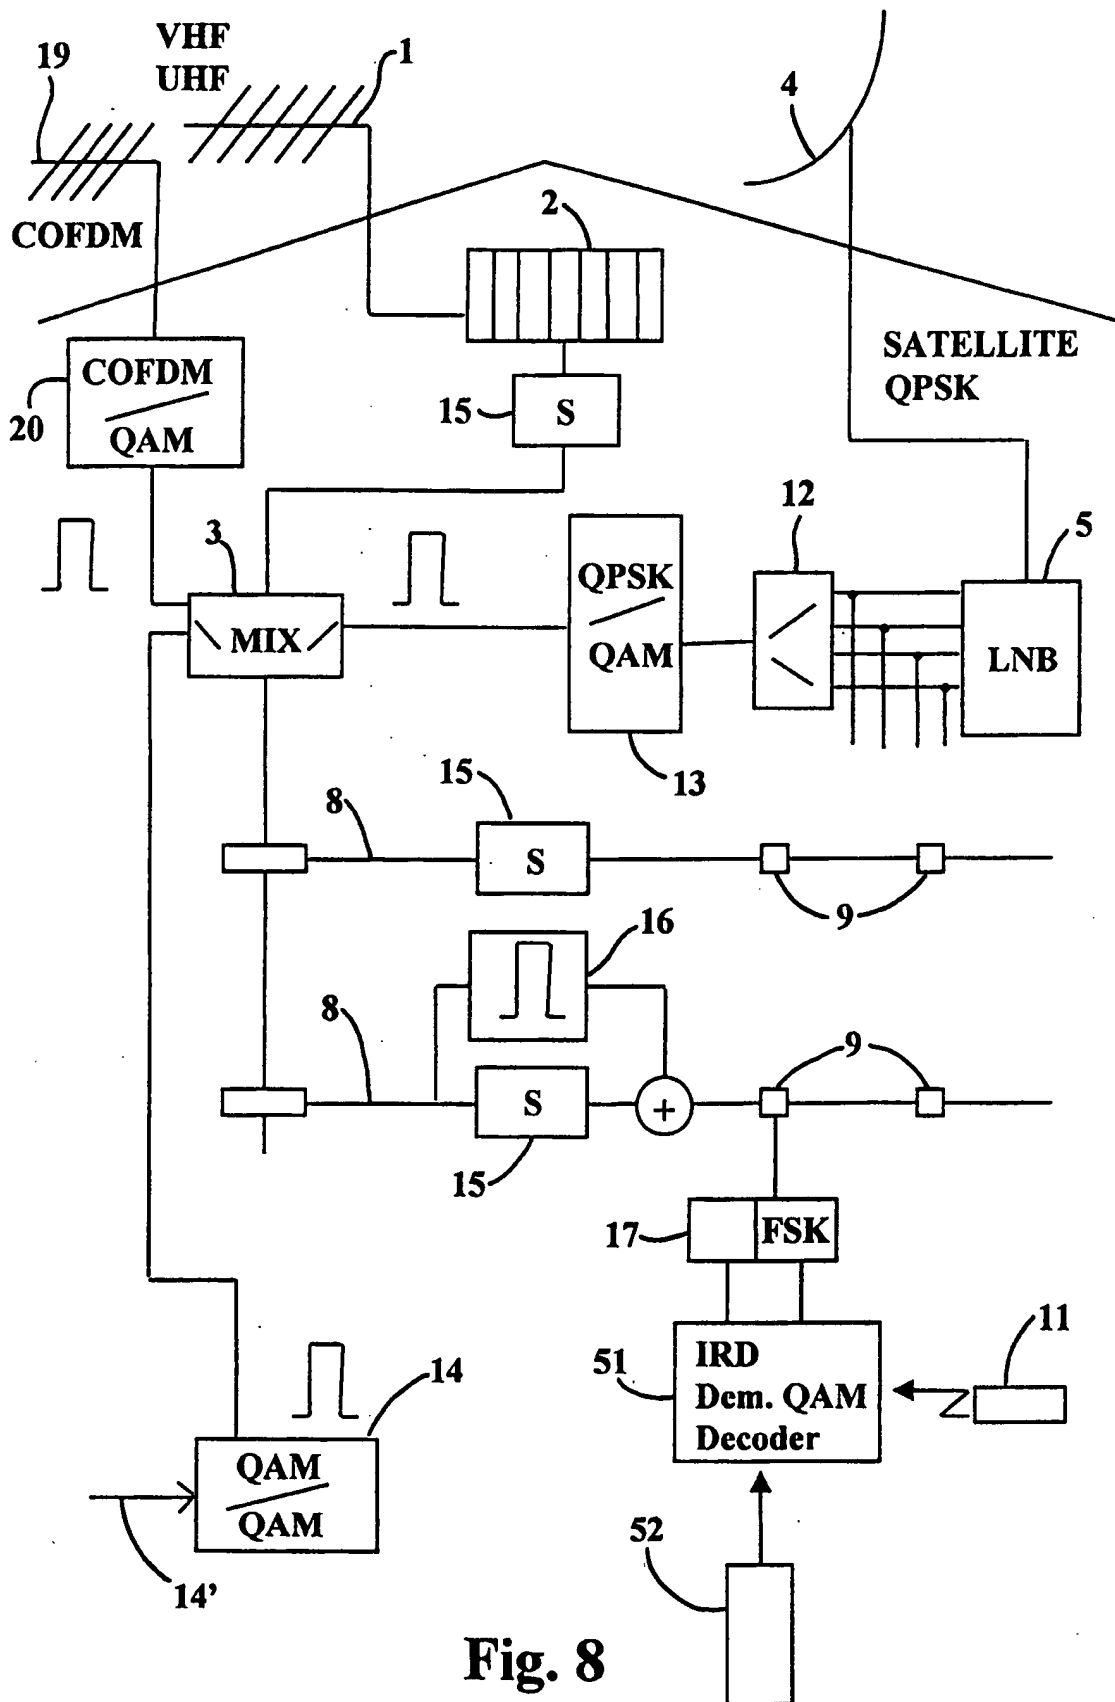 VHF
UHF
19
1
4
COFDM
2
SATELLITE
QPSK
COFDM
QAM
20
15
S
12
5
3
MIX
QPSK
QAM
LNB
13
15
8
S
9
16
8
S
9
15
17
FSK
11
51
IRD
Dem. QAM
Decoder
14
QAM
QAM
52
14'
Fig. 8